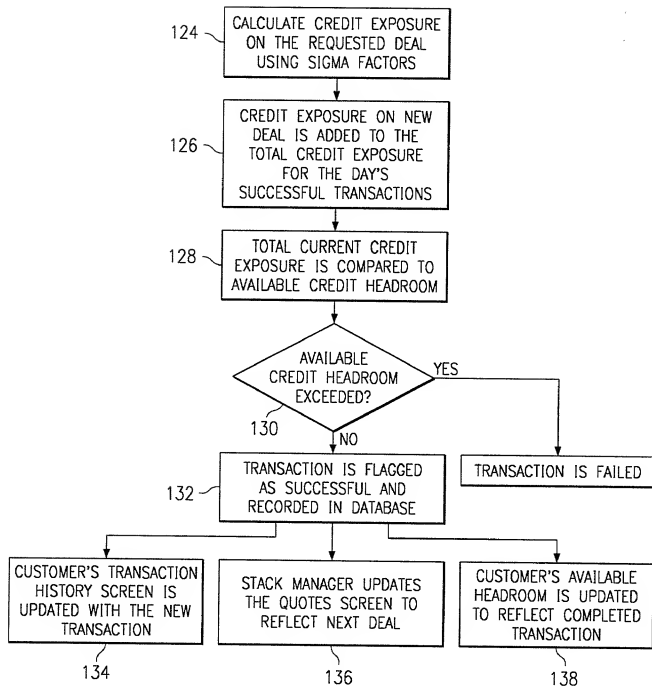 124
CALCULATE CREDIT EXPOSURE
ON THE REQUESTED DEAL
USING SIGMA FACTORS
126
CREDIT EXPOSURE ON NEW
DEAL IS ADDED TO THE
TOTAL CREDIT EXPOSURE
FOR THE DAY'S
SUCCESSFUL TRANSACTIONS
128
TOTAL CURRENT CREDIT
EXPOSURE IS COMPARED TO
AVAILABLE CREDIT HEADROOM
AVAILABLE
CREDIT HEADROOM
EXCEEDED?
YES
130
NO
132
TRANSACTION IS FLAGGED
AS SUCCESSFUL AND
RECORDED IN DATABASE
TRANSACTION IS FAILED
CUSTOMER'S TRANSACTION
HISTORY SCREEN IS
UPDATED WITH THE NEW
TRANSACTION
134
STACK MANAGER UPDATES
THE QUOTES SCREEN TO
REFLECT NEXT DEAL
136
CUSTOMER'S AVAILABLE
HEADROOM IS UPDATED
TO REFLECT COMPLETED
TRANSACTION
138